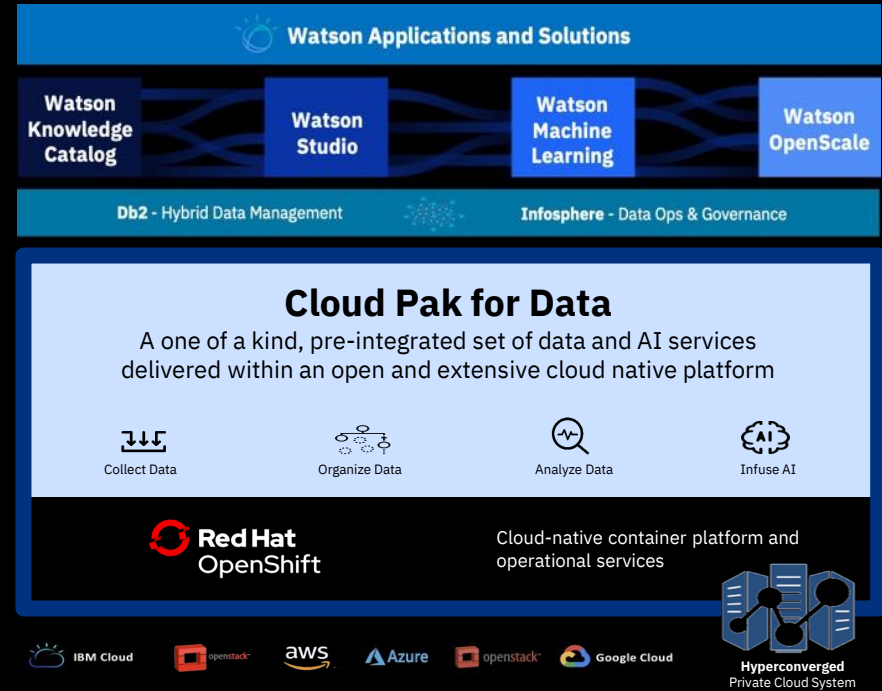 Watson Applications and Solutions
Watson
Knowledge
Catalog
Watson
Studio
Watson
Machine
Learning
Watson
OpenScale
Db2 - Hybrid Data Management
Infosphere - Data Ops & Governance
Cloud Pak for Data
A one of a kind, pre-integrated set of data and AI services
delivered within an open and extensive cloud native platform
AI
Collect Data
Organize Data
Analyze Data
Infuse AI
Red Hat
OpenShift
Cloud-native container platform and
operational services
IBM Cloud
openstack
aws
Azure
openstack
Google Cloud
Hyperconverged
Private Cloud System